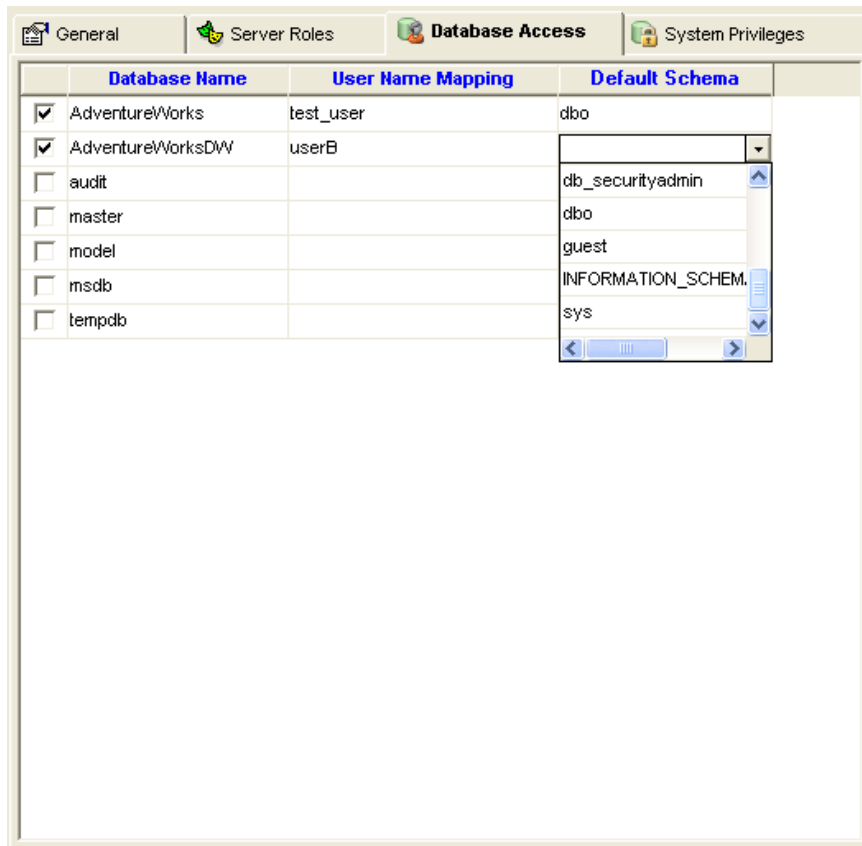 General Server Roles Database Access System Privileges
Database Name User Name Mapping Default Schema
AdventureWorks test_user dbo
AdventureWorksDW userB
audit db_securityadmin
master dbo
model guest
msdb INFORMATION_SCHEM.
tempdb sys